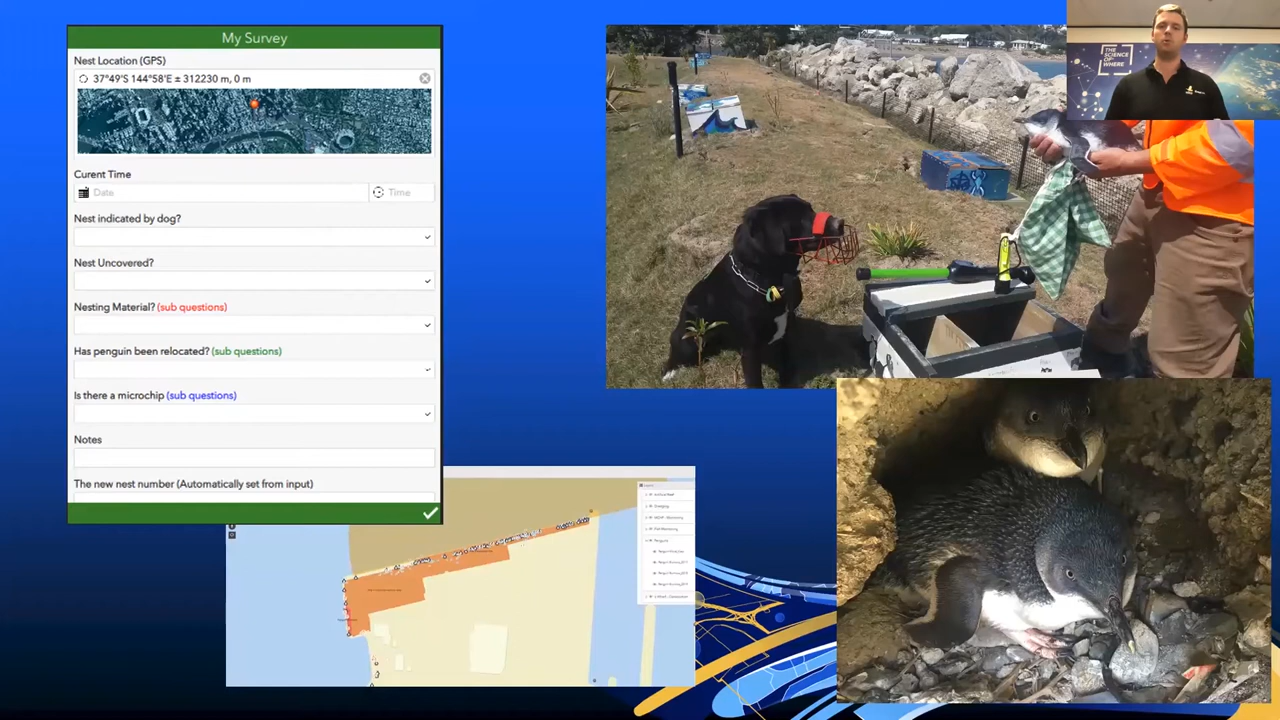 My Survey
Nest Location (GPS)
37°49'S 144°58'E ± 312230 m, 0 m
Curent Time
Date
Time
Nest indicated by dog?
Nest Uncovered?
Nesting Material? (sub questions)
Has penguin been relocated? (sub questions)
Is there a microchip (sub questions)
Notes
The new nest number (Automatically set from input)
THE
SCIENCE
OF
WHERE